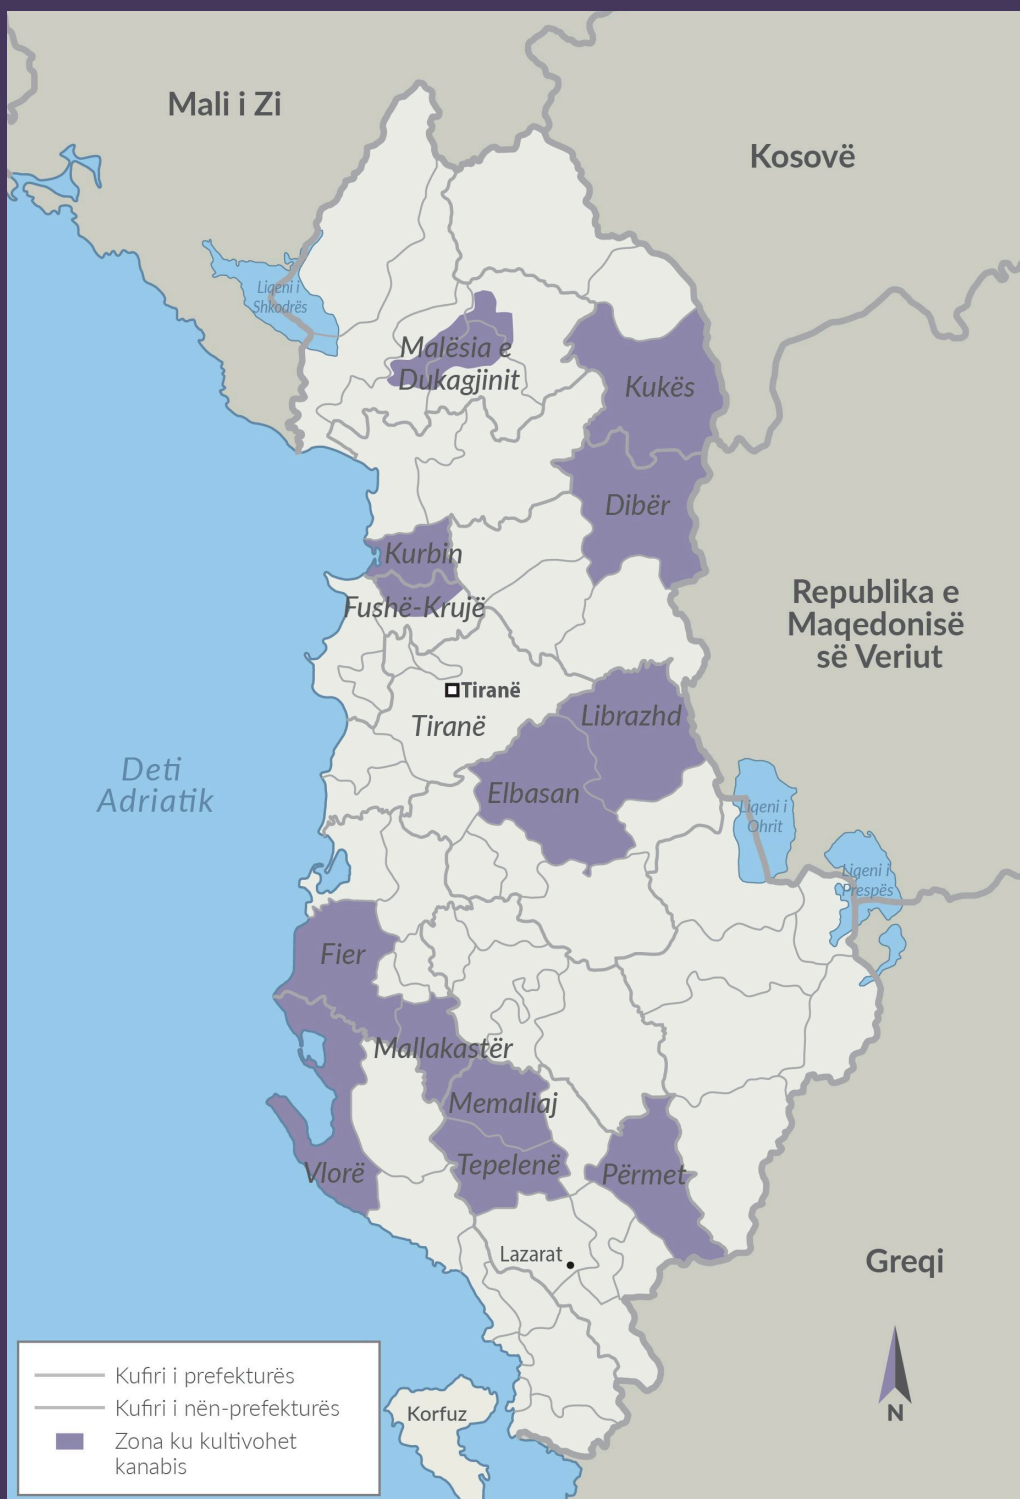 Mali i Zi
Kosovë
Liqeni i
Shkodrës
Malësia e
Dukagjinit
Kukës
Dibër
Kurbin
Fushë-Krujë
Republika e
Maqedonisë
së Veriut
Tiranë
Tiranë
Librazhd
Deti
Adriatik
Elbasan
Liqeni i
Ohrit
Liqeni i
Prespës
Fier
Mallakastër
Memaliaj
Vlorë
Tepelenë
Përmet
Lazarat
Greqi
Kufiri i prefekturës
Kufiri i nën-prefekturës
Zona ku kultivohet
kanabis
Korfuz
N